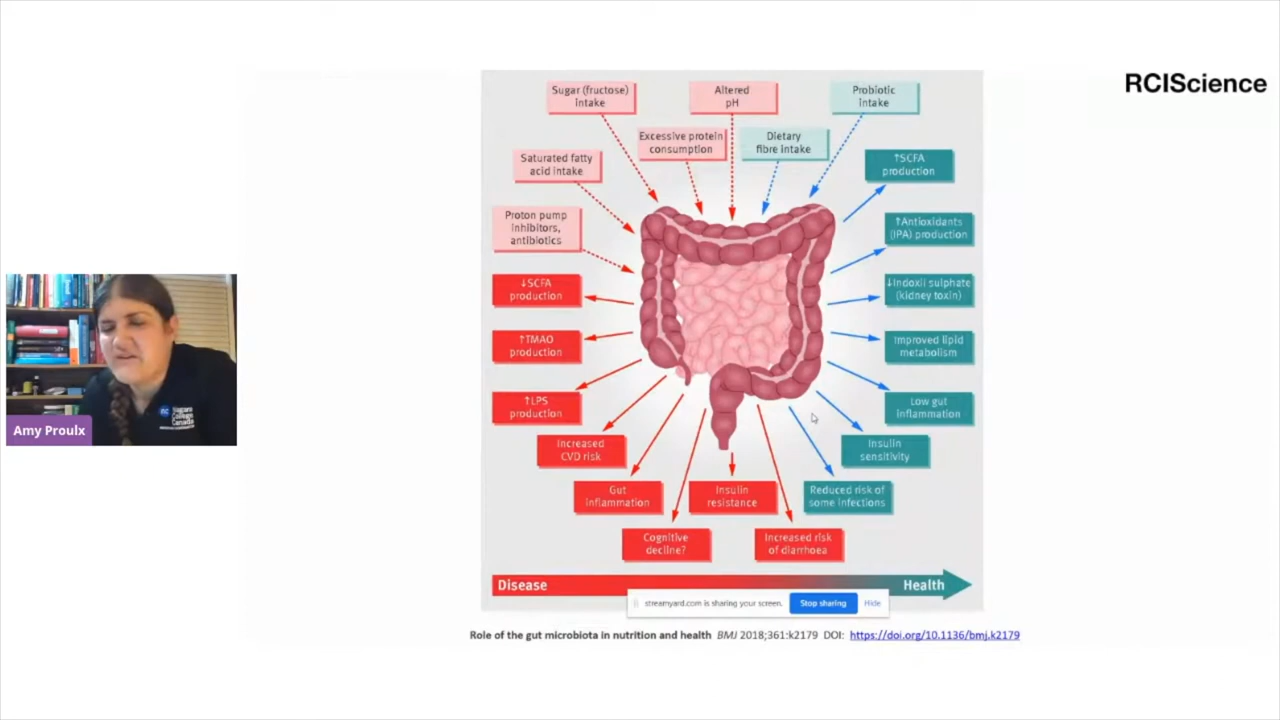 RCIScience
Sugar (fructose)
intake
Altered
pH
Probiotic
intake
Excessive protein
consumption
Dietary
fibre intake
Saturated fatty
acid intake
↑SCFA
production
Proton pump
inhibitors,
antibiotics
↑Antioxidants
(IPA) production
↓SCFA
production
↓Indoxil sulphate
(kidney toxin)
↑TMAO
production
Improved lipid
metabolism
↑LPS
production
Low gut
inflammation
Increased
CVD risk
Insulin
sensitivity
Gut
inflammation
Insulin
resistance
Reduced risk of
some infections
Cognitive
decline?
Increased risk
of diarrhoea
Disease
Health
streamyard.com is sharing your screen.
Stop sharing
Hide
Role of the gut microbiota in nutrition and health BMJ 2018;361:k2179 DOI: https://doi.org/10.1136/bmj.k2179
nc
Niagara
College
Canada
Amy Proulx